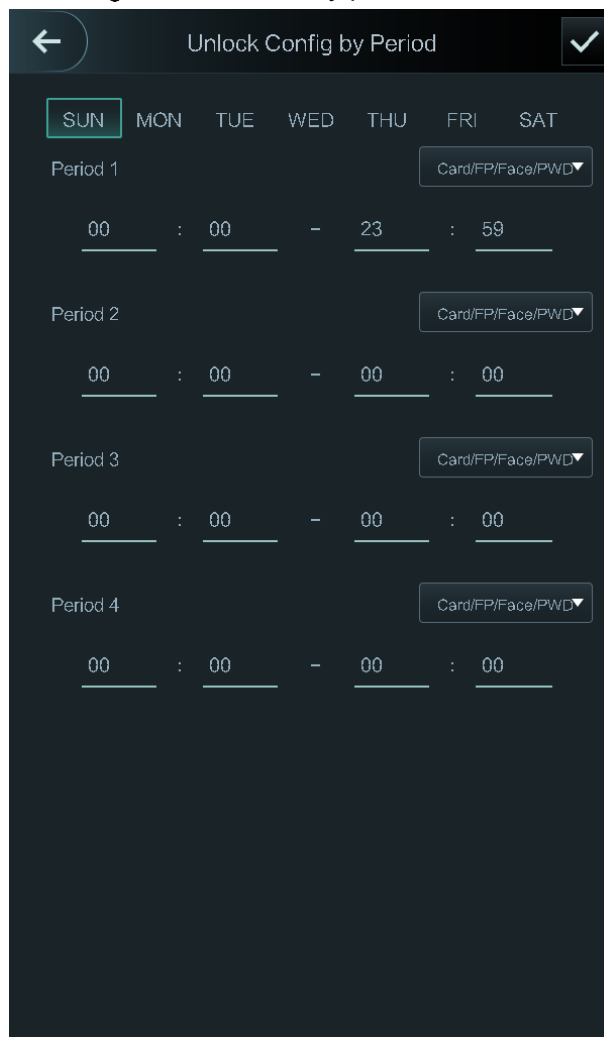 Unlock Config by Period
SUN MON TUE WED THU FRI SAT
Period 1 Card/FP/Face/PWD
00 : 00 – 23 : 59
Period 2 Card/FP/Face/PWD
00 : 00 – 00 : 00
Period 3 Card/FP/Face/PWD
00 : 00 – 00 : 00
Period 4 Card/FP/Face/PWD
00 : 00 – 00 : 00